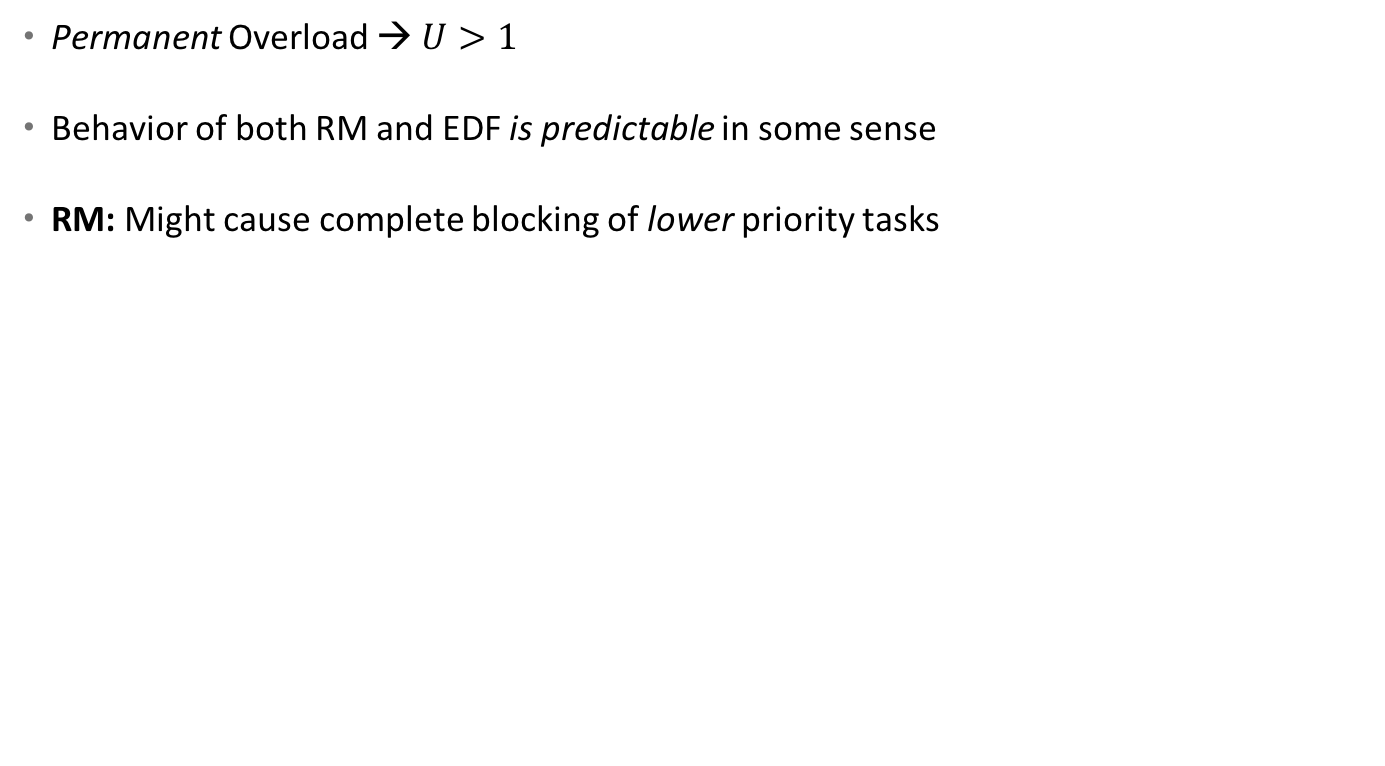 • Permanent Overload → U > 1
• Behavior of both RM and EDF is predictable in some sense
• RM: Might cause complete blocking of lower priority tasks